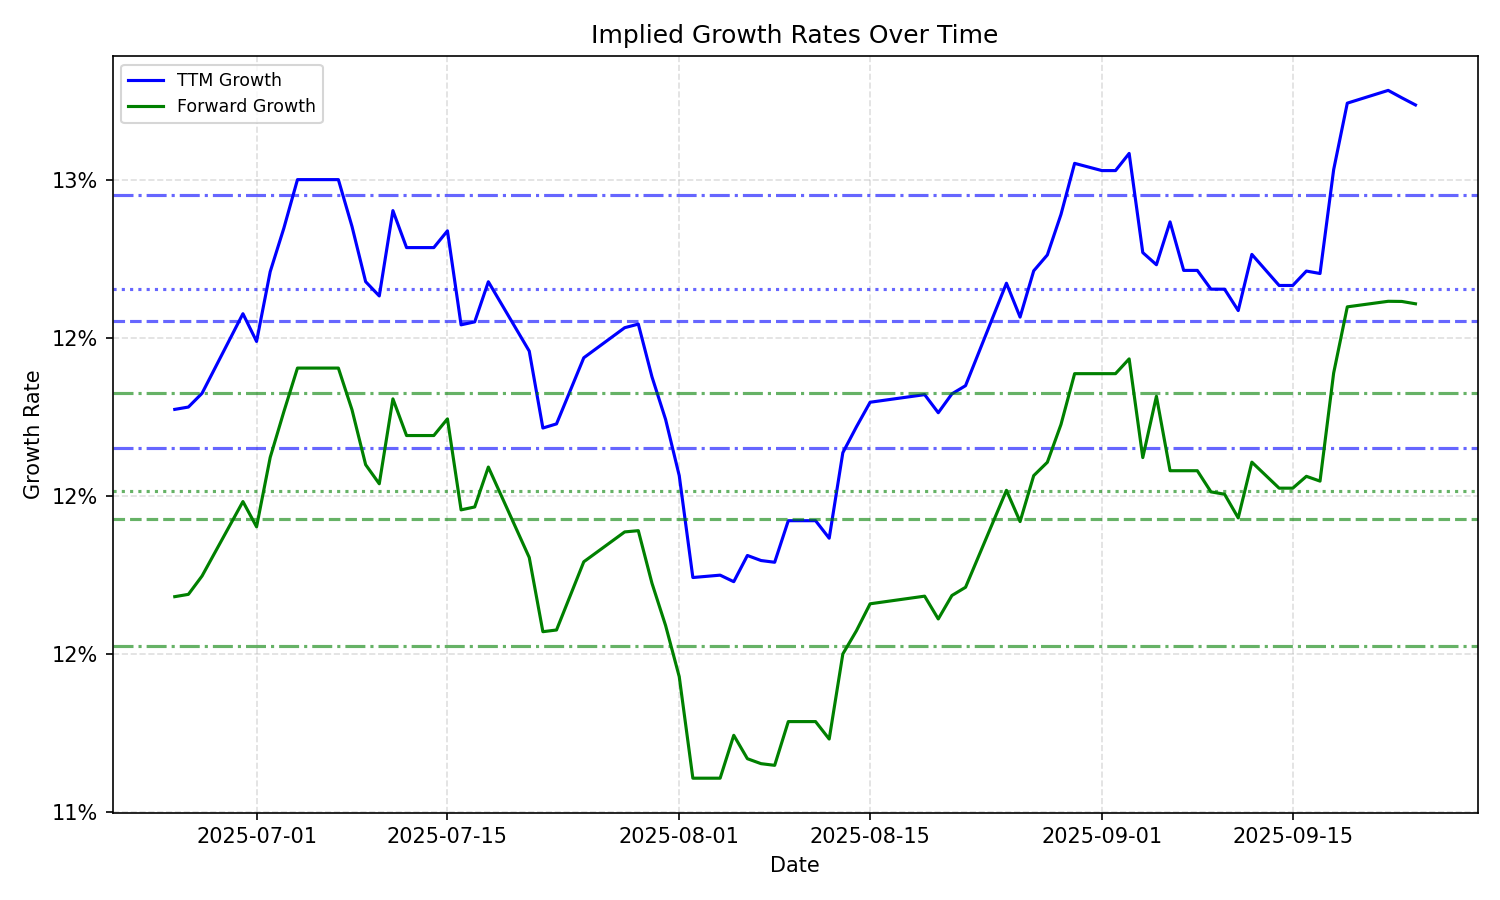 Implied Growth Rates Over Time
TTM Growth
Forward Growth
13%
12%
12%
12%
11%
Growth Rate
2025-07-01
2025-07-15
2025-08-01
2025-08-15
2025-09-01
2025-09-15
Date